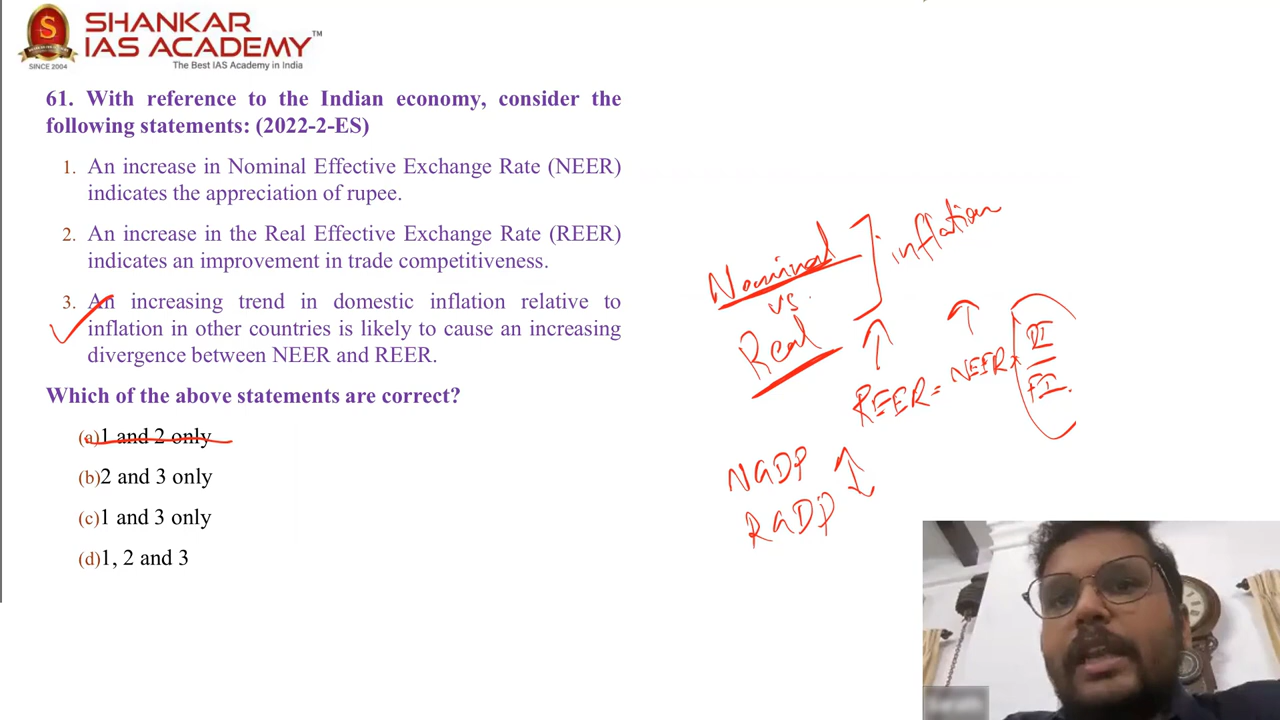 SHANKAR
IAS ACADEMY™
The Best IAS Academy in India
S
SINCE 2004
61. With reference to the Indian economy, consider the
following statements: (2022-2-ES)
1. An increase in Nominal Effective Exchange Rate (NEER)
indicates the appreciation of rupee.
2. An increase in the Real Effective Exchange Rate (REER)
indicates an improvement in trade competitiveness.
3. An increasing trend in domestic inflation relative to
inflation in other countries is likely to cause an increasing
divergence between NEER and REER.
Which of the above statements are correct?
(a)1 and 2 only
(b)2 and 3 only
(c)1 and 3 only
(d)1, 2 and 3
Nominal
vs.
Real
inflation
REER = NEER × DI
FI.
NGDP
RGDP